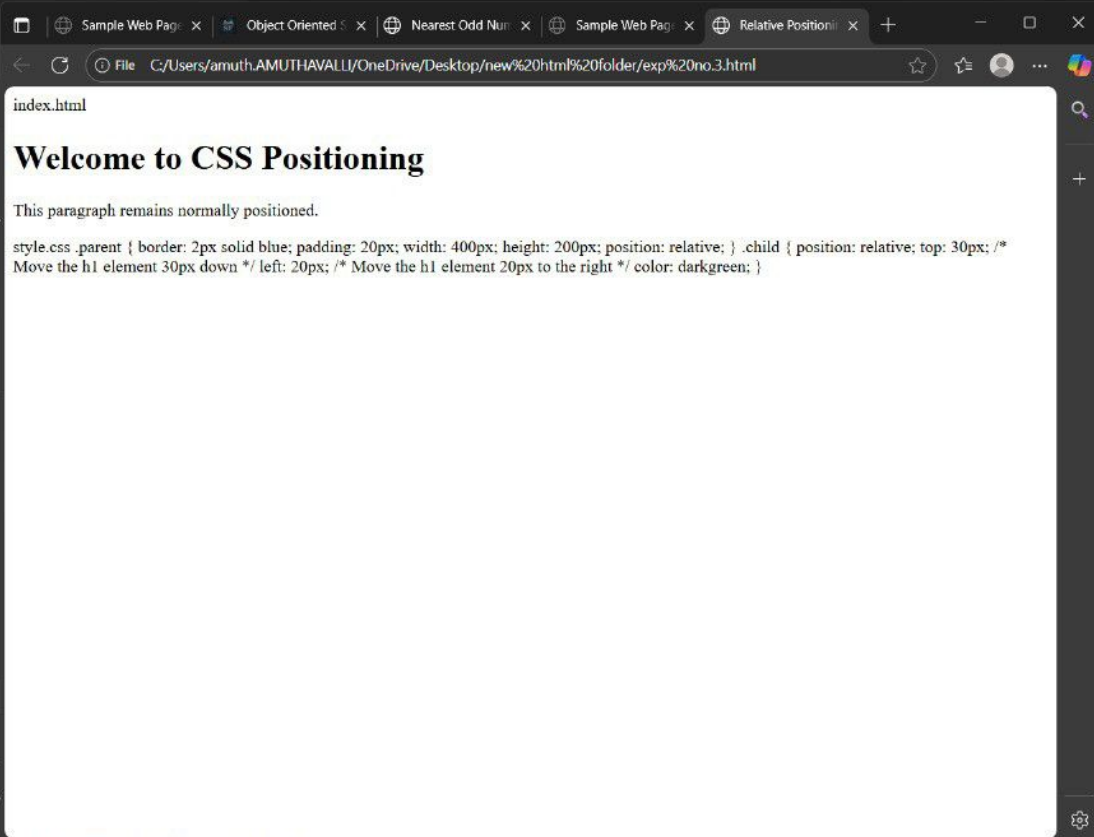 Sample Web Page
Object Oriented S
Nearest Odd Num
Sample Web Page
Relative Positionin
File C:/Users/amuth.AMUTHAVALLI/OneDrive/Desktop/new%20html%20folder/exp%20no.3.html
index.html
Welcome to CSS Positioning
This paragraph remains normally positioned.
style.css .parent { border: 2px solid blue; padding: 20px; width: 400px; height: 200px; position: relative; } .child { position: relative; top: 30px; /*
Move the h1 element 30px down */ left: 20px; /* Move the h1 element 20px to the right */ color: darkgreen; }